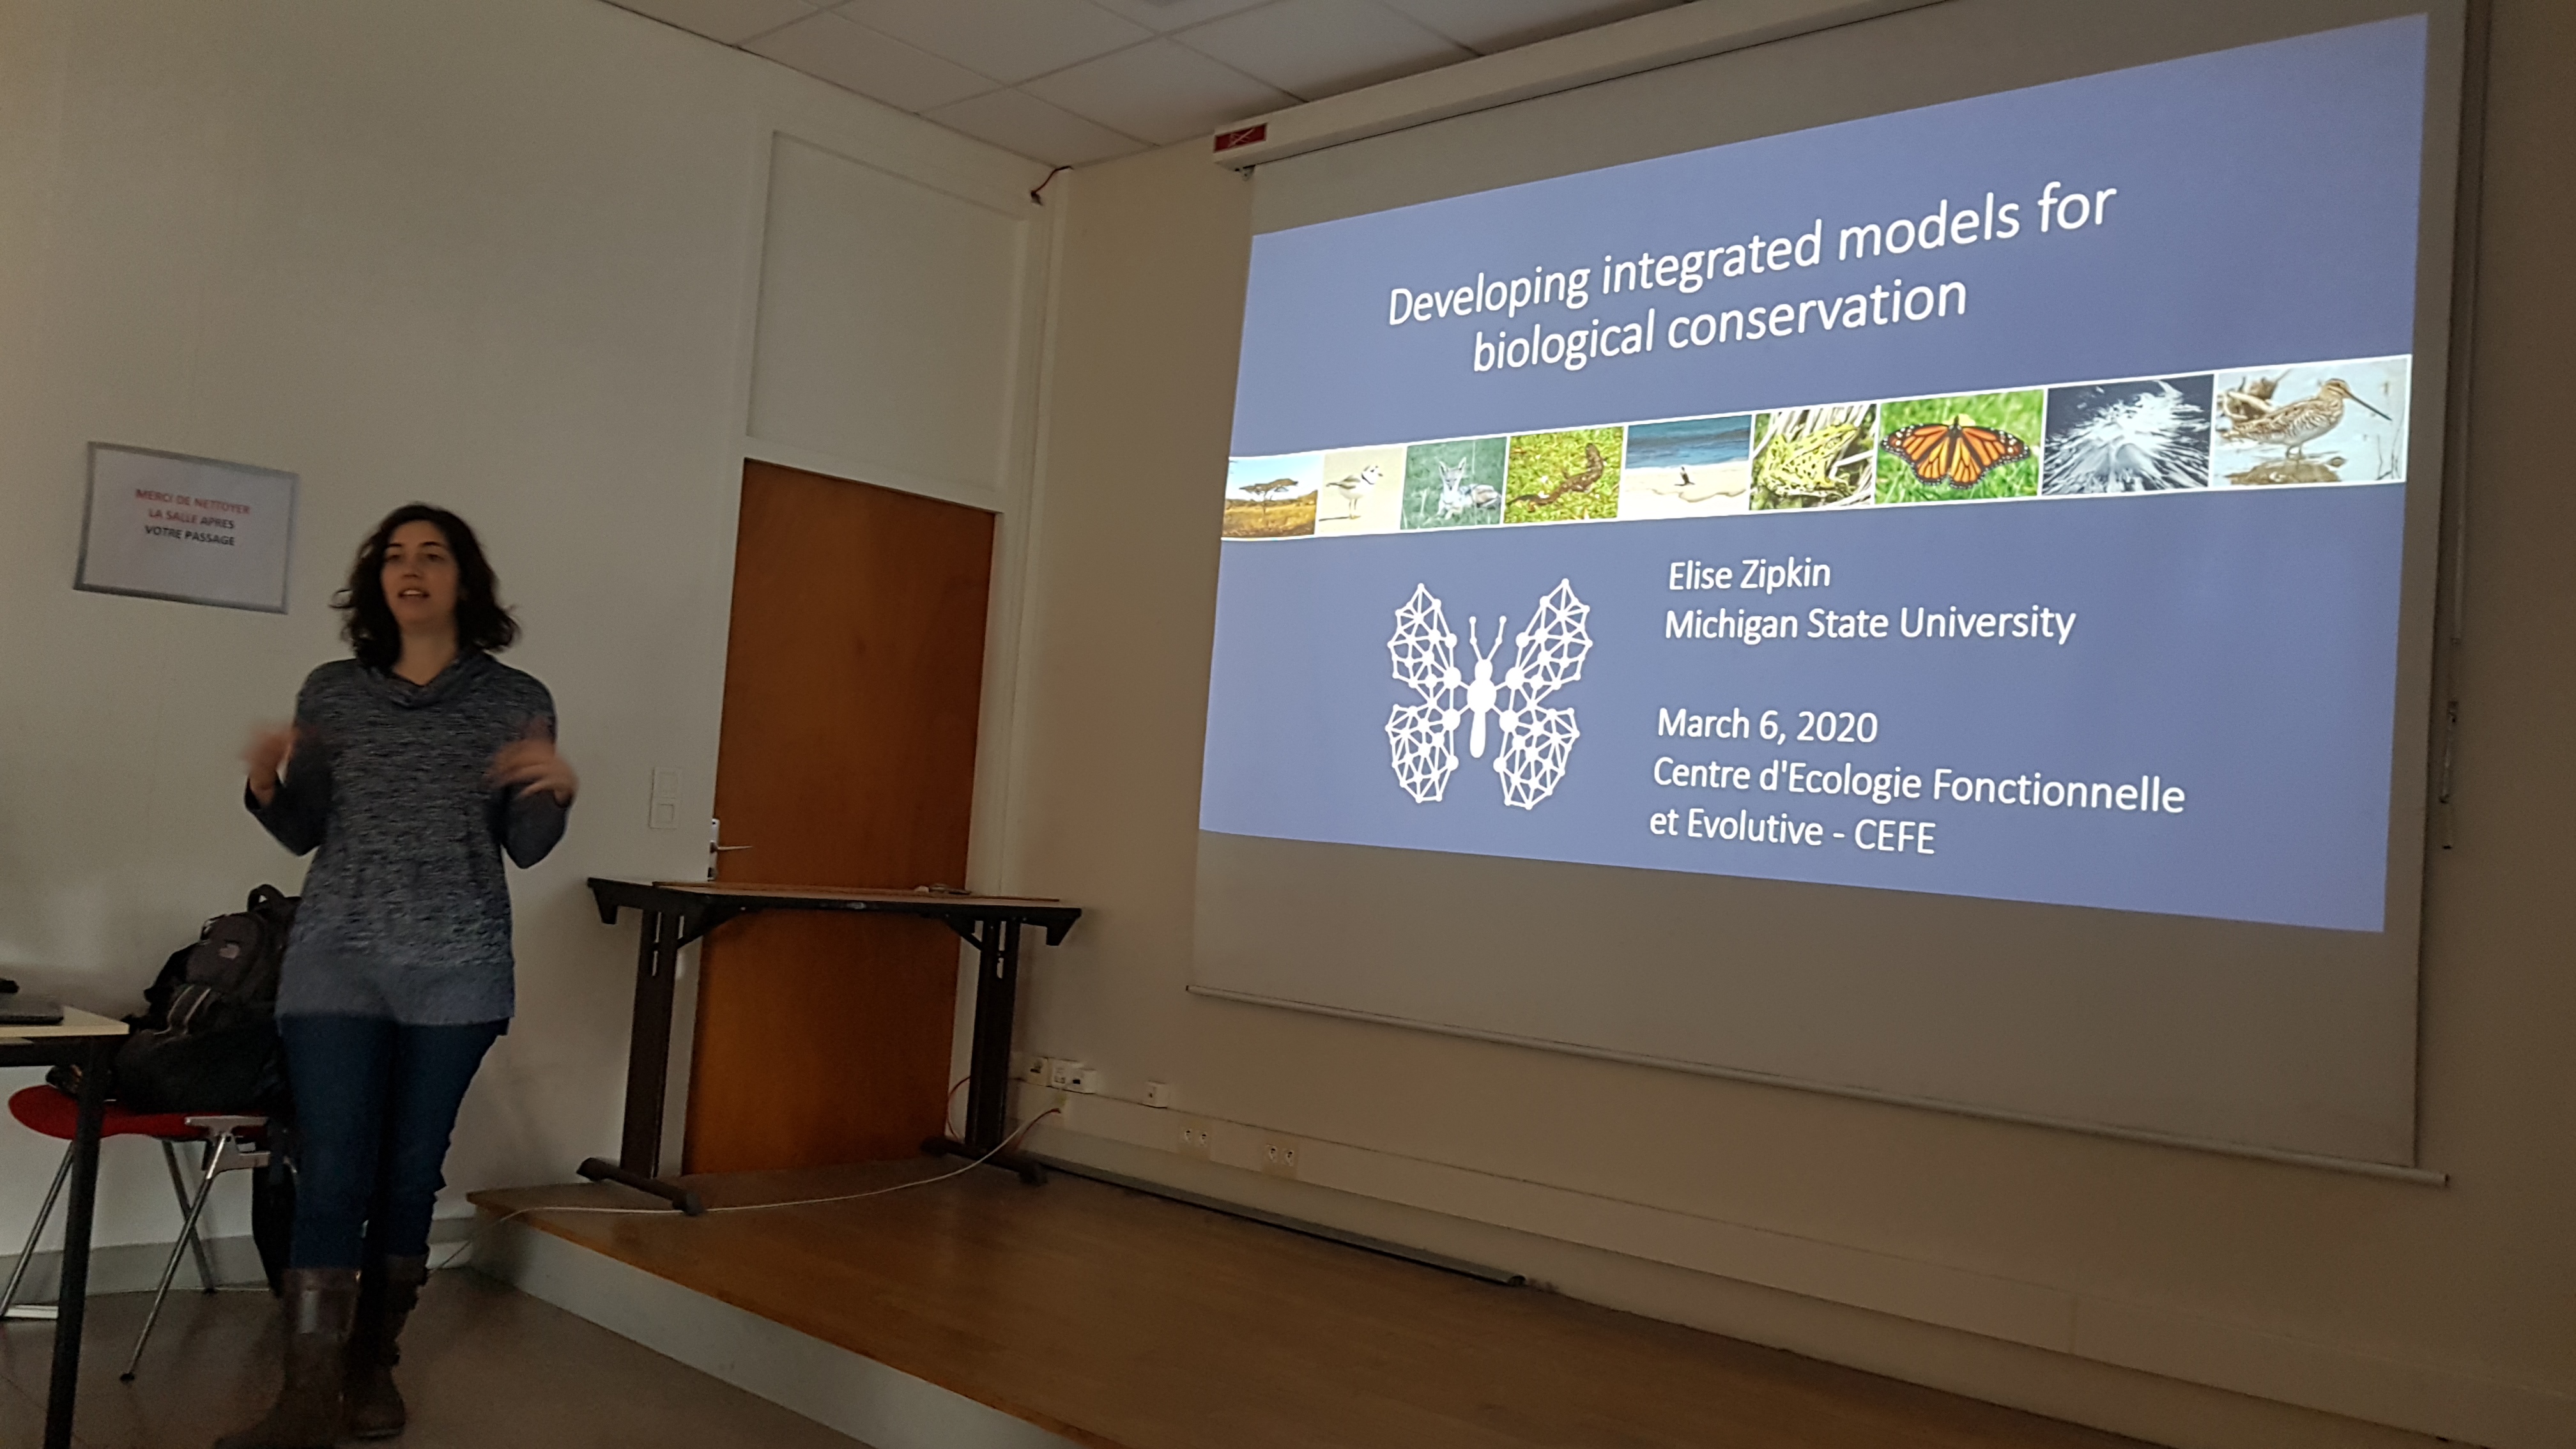 MERCI DE NETTOYER
LA SALLE APRES
VOTRE PASSAGE
Developing integrated models for
biological conservation
Elise Zipkin
Michigan State University
March 6, 2020
Centre d'Ecologie Fonctionnelle
et Evolutive - CEFE